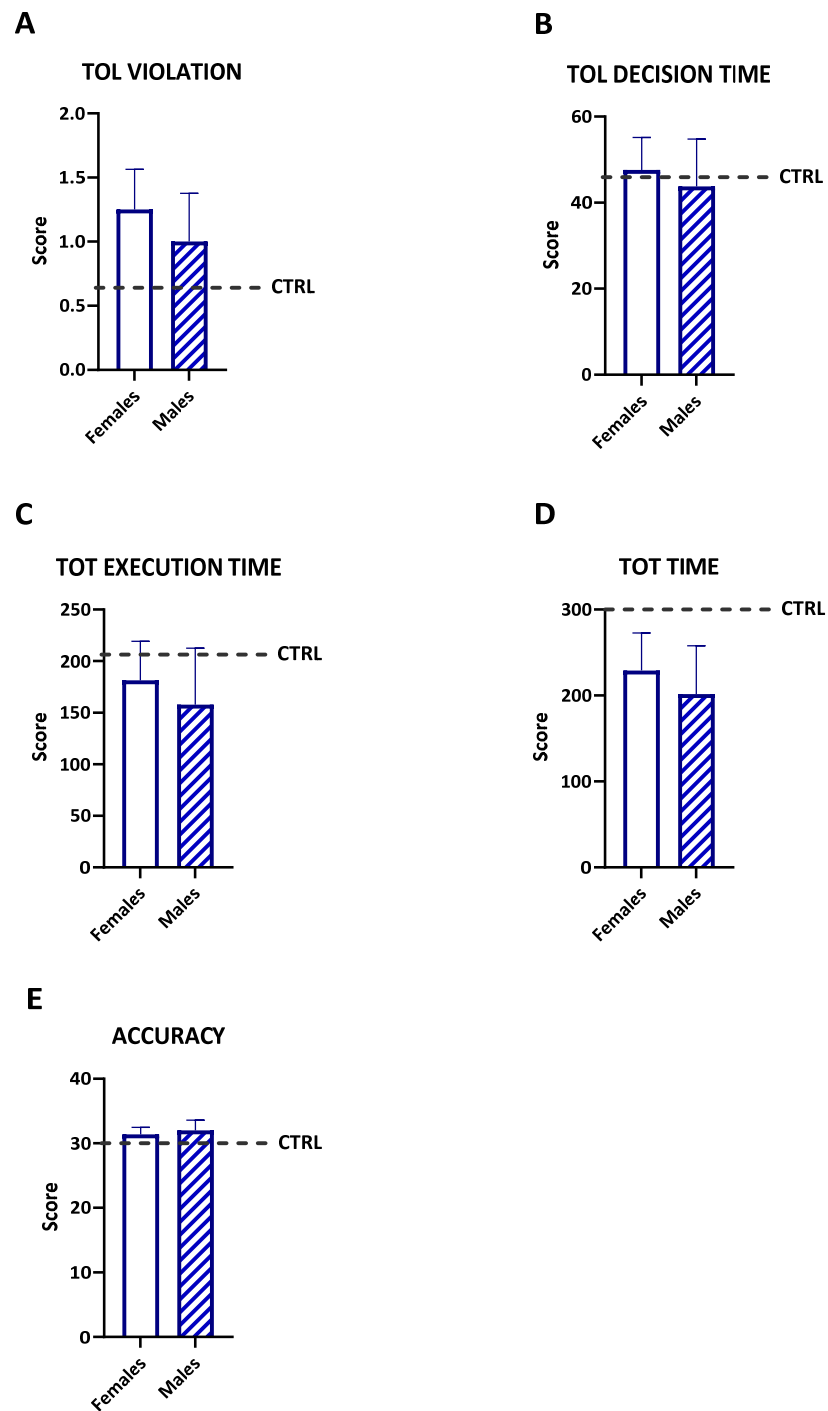 A
TOL VIOLATION
2.0
1.5
1.0
0.5
0.0
Score
CTRL
Females
Males
B
TOL DECISION TIME
60
40
20
0
Score
CTRL
Females
Males
C
TOT EXECUTION TIME
250
200
150
100
50
0
Score
CTRL
Females
Males
D
TOT TIME
300
200
100
0
Score
CTRL
Females
Males
E
ACCURACY
40
30
20
10
0
Score
CTRL
Females
Males